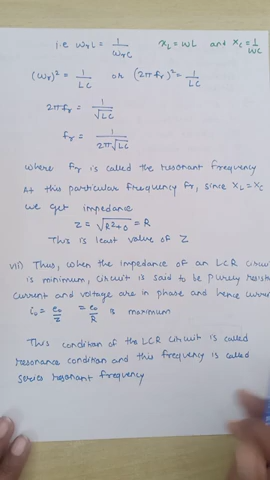 i.e ωrL = 1/ωrC XL = ωL and XC = 1/ωC
(ωr)² = 1/LC or (2πfr)² = 1/LC
2πfr = 1/√LC
fr = 1/2π√LC
where Fr is called the resonant frequency
At this particular frequency fr, since XL = XC
we get impedance
Z = √R²+0 = R
This is least value of Z
vii) Thus, when the impedance of an LCR circuit
is minimum, circuit is said to be purely resist
current and voltage are in phase and hence curre
i0 = e0/Z = e0/R is maximum
This condition of the LCR circuit is called
resonance condition and this frequency is called
series resonant frequency